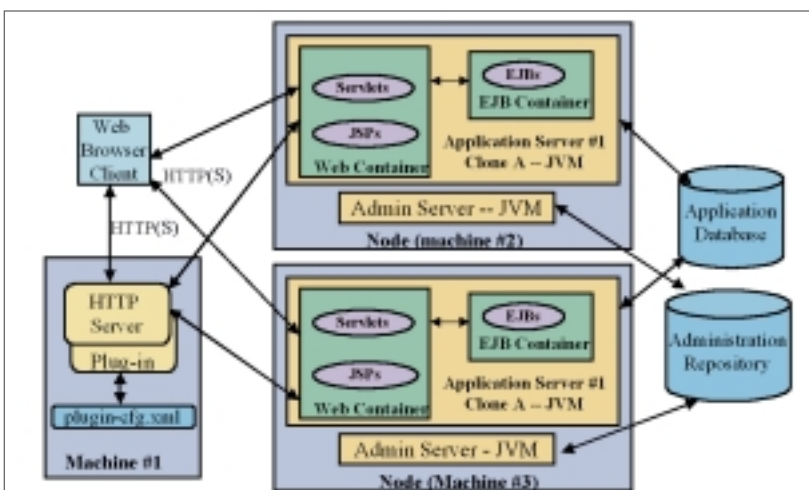 Web
Browser
Client
HTTP(S)
HTTP(S)
HTTP
Server
Plug-in
plugin-cfg.xml
Machine #1
Servlets
JSPs
Web Container
EJBs
EJB Container
Application Server #1
Clone A -- JVM
Admin Server -- JVM
Node (machine #2)
Servlets
JSPs
Web Container
EJBs
EJB Container
Application Server #1
Clone A -- JVM
Admin Server - JVM
Node (Machine #3)
Application
Database
Administration
Repository